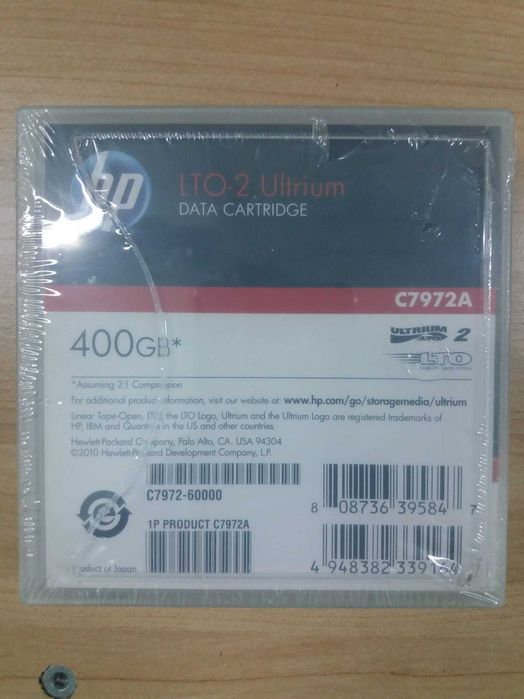 hp
LTO-2 Ultrium
DATA CARTRIDGE
C7972A
400GB*
ULTRIUM LTO 2
LTO
*Assuming 2:1 Compression
For additional product information, visit our website at: www.hp.com/go/storagemedia/ultrium
Linear Tape-Open, LTO, the LTO Logo, Ultrium and the Ultrium Logo are registered trademarks of
HP, IBM and Quantum in the US and other countries.
Hewlett-Packard Company, Palo Alto, CA. USA 94304
©2010 Hewlett-Packard Development Company, L.P.
C7972-60000
8 08736 39584 7
1P PRODUCT C7972A
Product of Japan
4 948382 339144